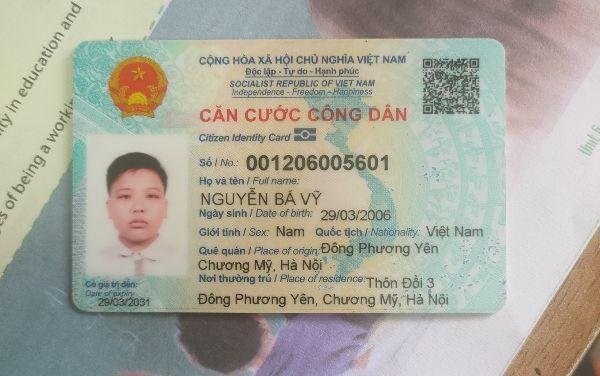 CỘNG HÒA XÃ HỘI CHỦ NGHĨA VIỆT NAM
Độc lập - Tự do - Hạnh phúc
SOCIALIST REPUBLIC OF VIET NAM
Independence - Freedom - Happiness
CĂN CƯỚC CÔNG DÂN
Citizen Identity Card
Số / No.: 001206005601
Họ và tên / Full name:
NGUYỄN BÁ VỸ
Ngày sinh / Date of birth: 29/03/2006
Giới tính / Sex: Nam Quốc tịch / Nationality: Việt Nam
Quê quán / Place of origin: Đông Phương Yên
Chương Mỹ, Hà Nội
Nơi thường trú / Place of residence: Thôn Đồi 3
Đông Phương Yên, Chương Mỹ, Hà Nội
Có giá trị đến:
Date of expiry
29/03/2031
y in education and
es of being a workin
Unit 6